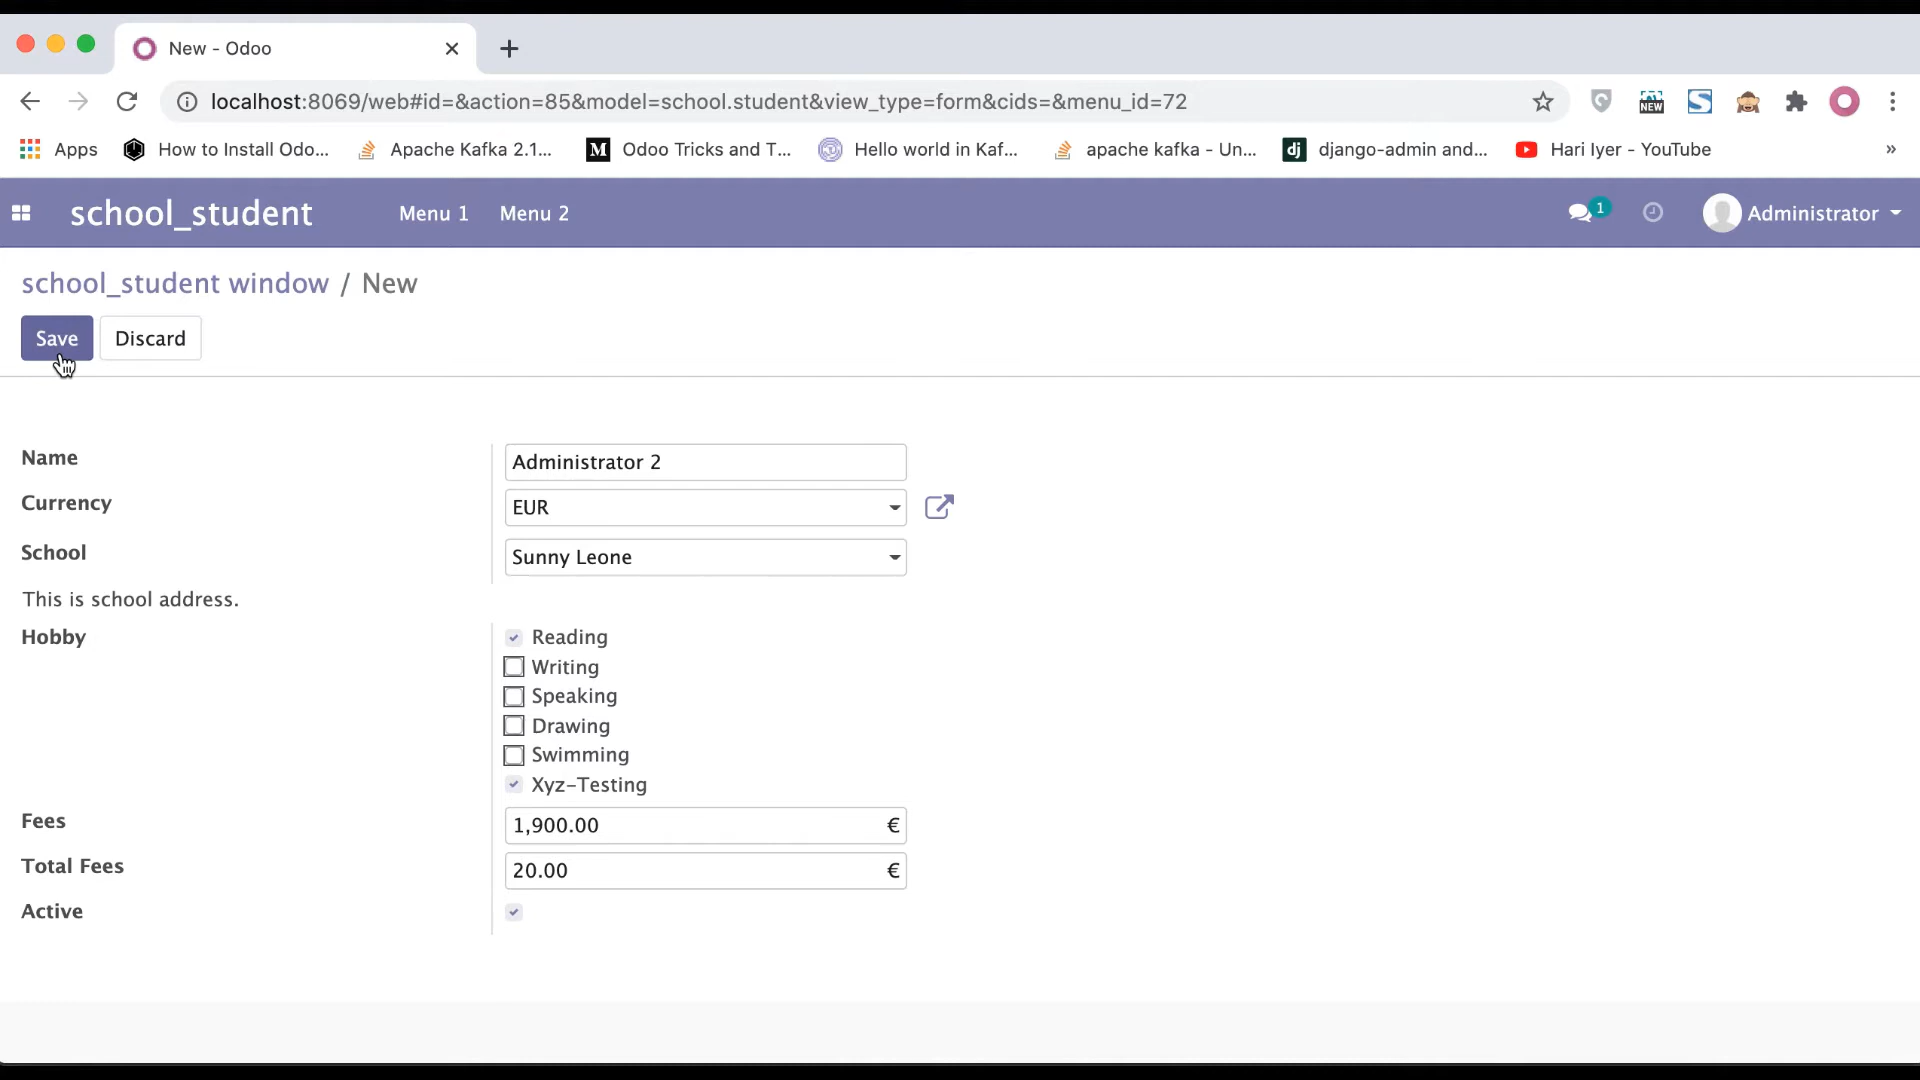 New - Odoo
localhost:8069/web#id=&action=85&model=school.student&view_type=form&cids=&menu_id=72
NEW
Apps How to Install Odo... Apache Kafka 2.1... M Odoo Tricks and T... Hello world in Kaf... apache kafka - Un... dj django-admin and... Hari Iyer - YouTube »
school_student Menu 1 Menu 2 1 Administrator
school_student window / New
Save Discard
Name Administrator 2
Currency EUR
School Sunny Leone
This is school address.
Hobby Reading
Writing
Speaking
Drawing
Swimming
Xyz-Testing
Fees 1,900.00 €
Total Fees 20.00 €
Active